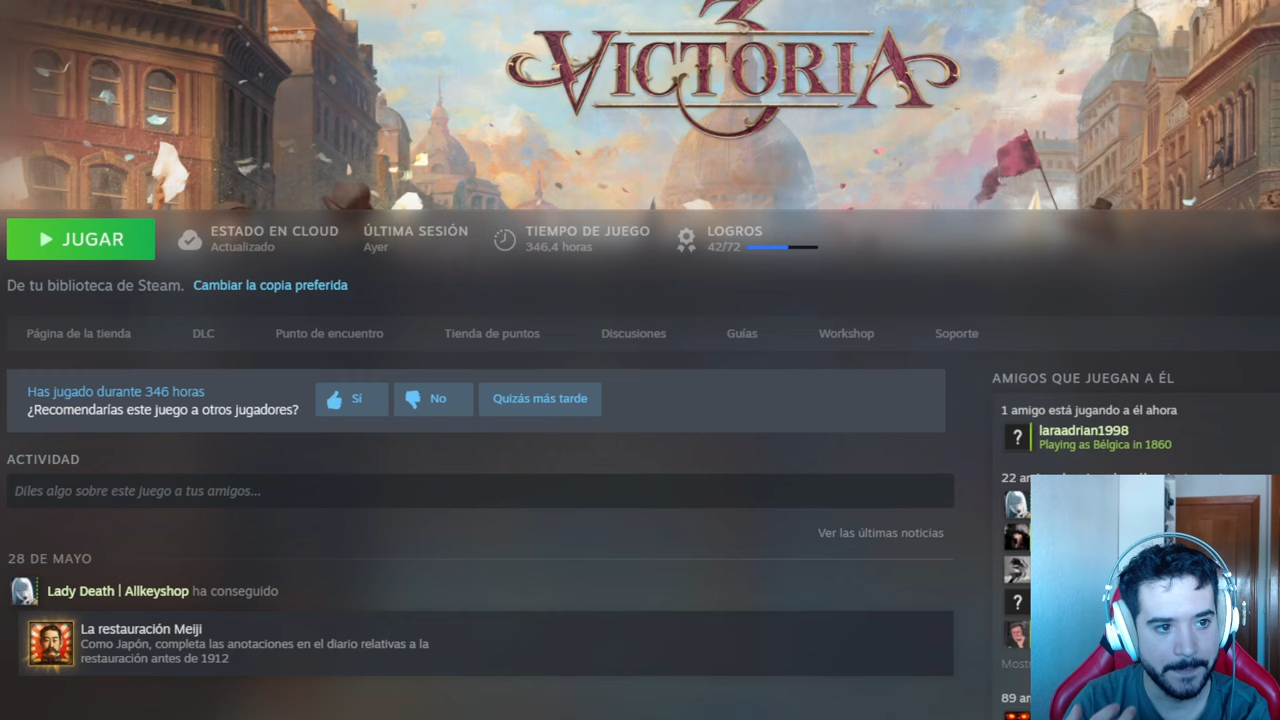 VICTORIA
3
JUGAR
ESTADO EN CLOUD
Actualizado
ÚLTIMA SESIÓN
Ayer
TIEMPO DE JUEGO
346,4 horas
LOGROS
42/72
De tu biblioteca de Steam. Cambiar la copia preferida
Página de la tienda DLC Punto de encuentro Tienda de puntos Discusiones Guías Workshop Soporte
Has jugado durante 346 horas
¿Recomendarías este juego a otros jugadores?
Sí
No
Quizás más tarde
AMIGOS QUE JUEGAN A ÉL
1 amigo está jugando a él ahora
laraadrian1998
Playing as Bélgica in 1860
22
ACTIVIDAD
Diles algo sobre este juego a tus amigos...
Ver las últimas noticias
28 DE MAYO
Lady Death | Allkeyshop ha conseguido
La restauración Meiji
Como Japón, completa las anotaciones en el diario relativas a la
restauración antes de 1912
89